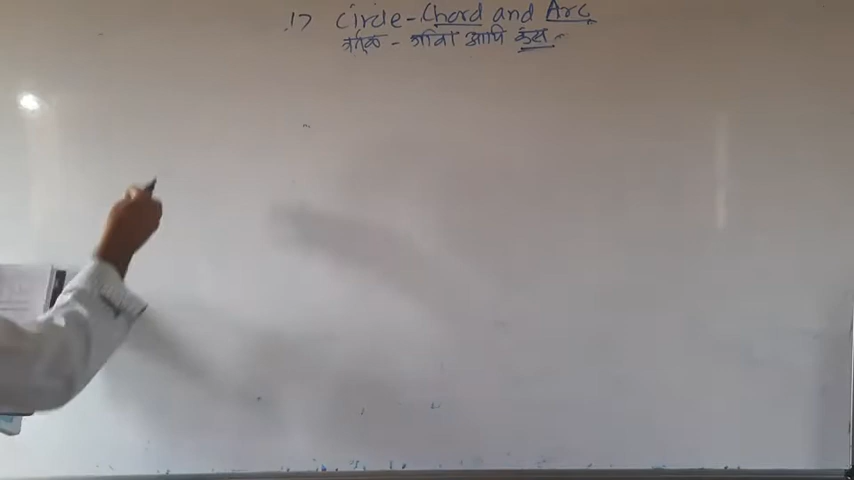 17 Circle - Chord and Arc
वर्तुळ - जीवा आणि कंस